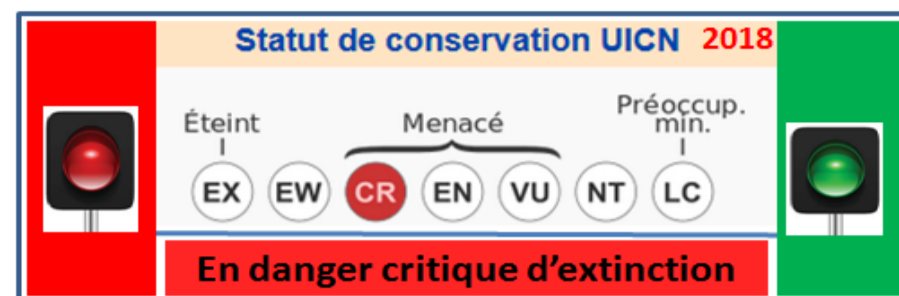 Statut de conservation UICN 2018
Éteint Menacé Préoccup.
min.
EX EW CR EN VU NT LC
En danger critique d’extinction